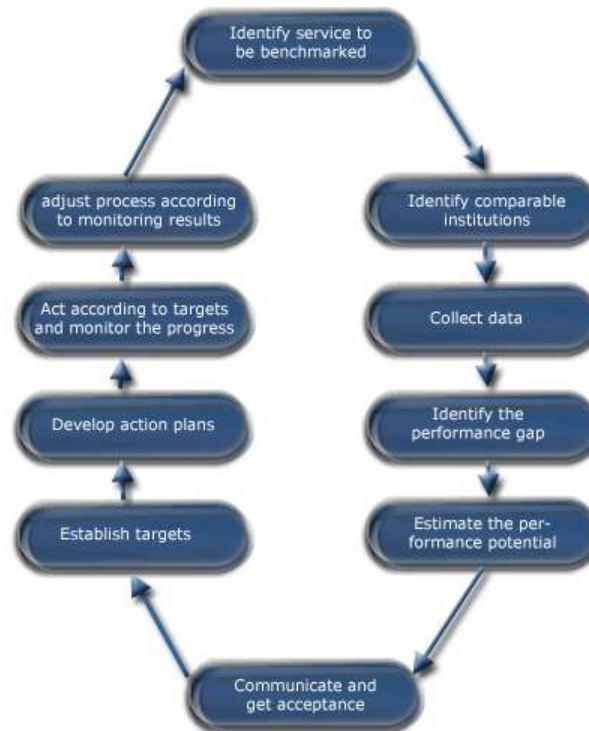 Identify service to
be benchmarked
Identify comparable
institutions
Collect data
Identify the
performance gap
Estimate the per-
formance potential
Communicate and
get acceptance
Establish targets
Develop action plans
Act according to targets
and monitor the progress
adjust process according
to monitoring results